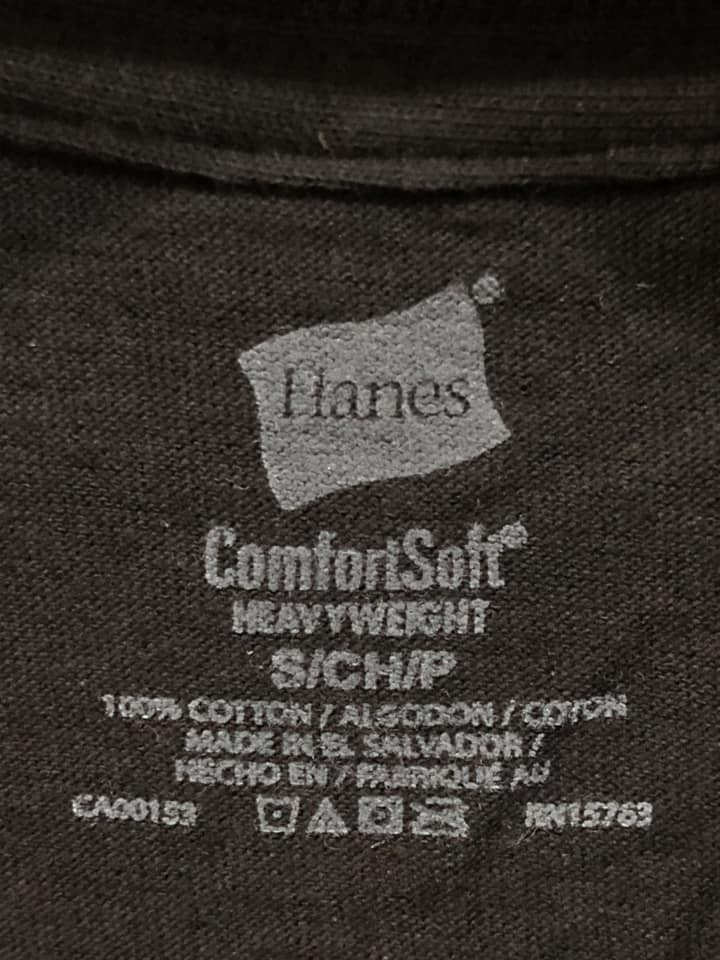 Hanes®
ComfortSoft®
HEAVYWEIGHT
S/CH/P
100% COTTON / ALGODON / COTON
MADE IN EL SALVADOR /
HECHO EN / FABRIQUÉ AU
CA00153 RN15763